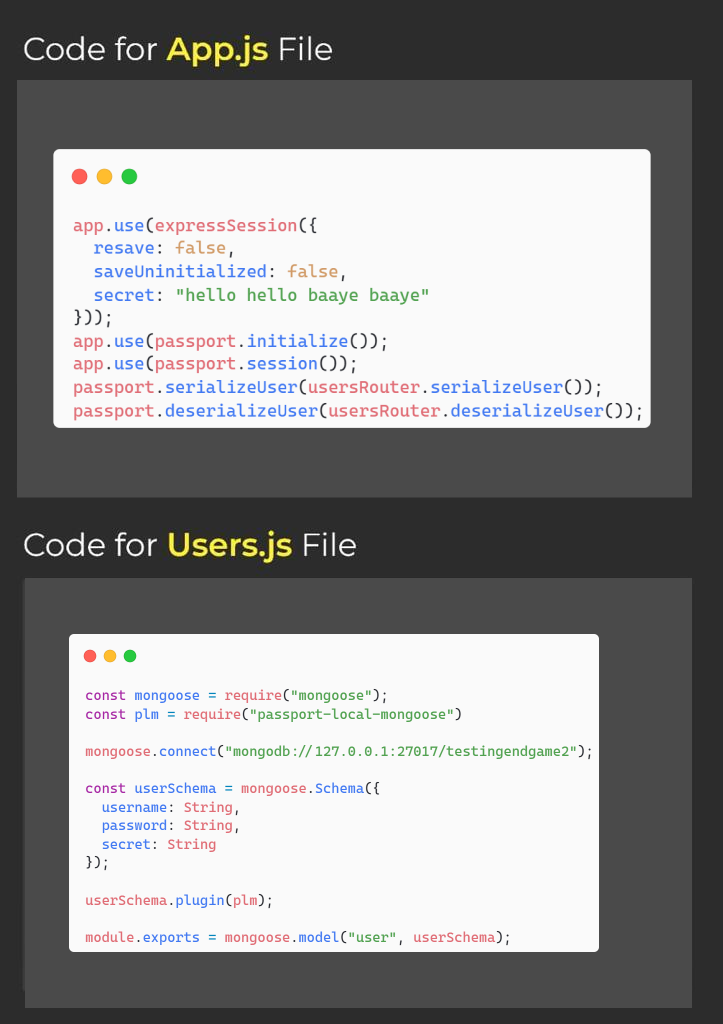 Code for App.js File
app.use(expressSession({
  resave: false,
  saveUninitialized: false,
  secret: "hello hello baaye baaye"
}));
app.use(passport.initialize());
app.use(passport.session());
passport.serializeUser(usersRouter.serializeUser());
passport.deserializeUser(usersRouter.deserializeUser());
Code for Users.js File
const mongoose = require("mongoose");
const plm = require("passport-local-mongoose")
mongoose.connect("mongodb://127.0.0.1:27017/testingendgame2");
const userSchema = mongoose.Schema({
  username: String,
  password: String,
  secret: String
});
userSchema.plugin(plm);
module.exports = mongoose.model("user", userSchema);